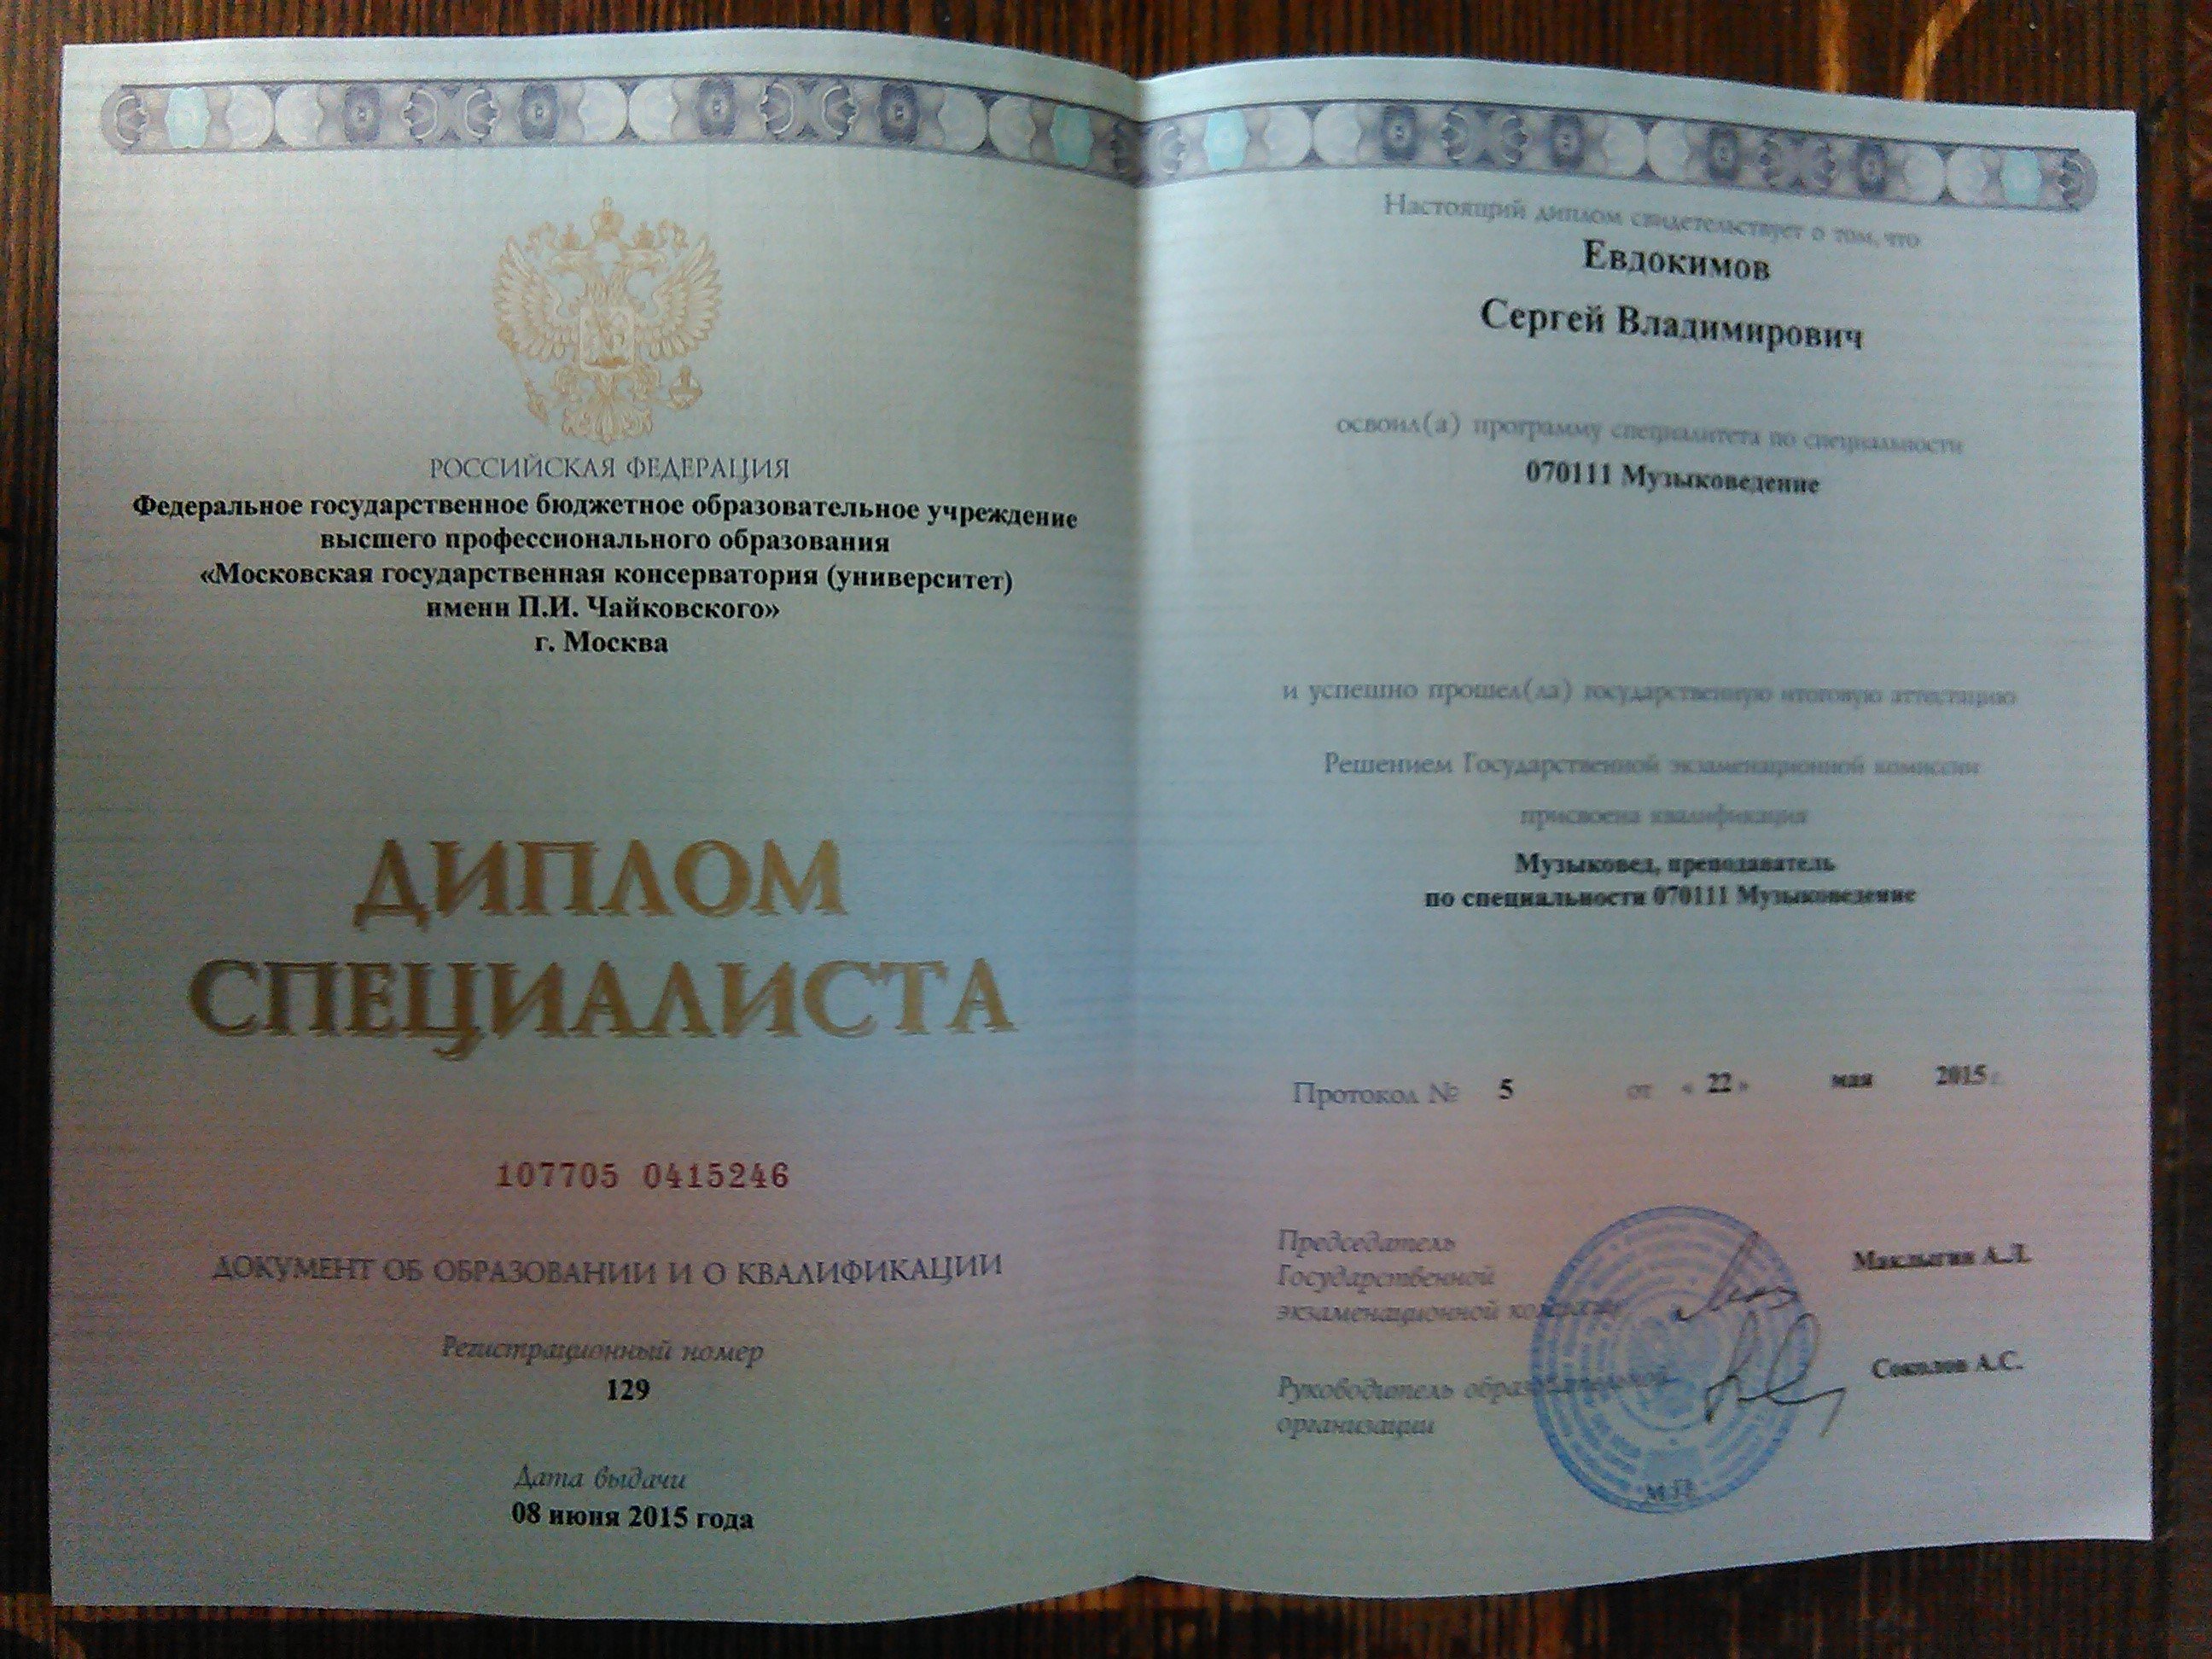 РОССИЙСКАЯ ФЕДЕРАЦИЯ
Федеральное государственное бюджетное образовательное учреждение
высшего профессионального образования
«Московская государственная консерватория (университет)
имени П.И. Чайковского»
г. Москва
ДИПЛОМ
СПЕЦИАЛИСТА
107705 0415246
ДОКУМЕНТ ОБ ОБРАЗОВАНИИ И О КВАЛИФИКАЦИИ
Регистрационный номер
129
Дата выдачи
08 июня 2015 года
Настоящий диплом свидетельствует о том, что
Евдокимов
Сергей Владимирович
освоил(а) программу специалитета по специальности
070111 Музыковедение
и успешно прошел(ла) государственную итоговую аттестацию
Решением Государственной экзаменационной комиссии
присвоена квалификация
Музыковед, преподаватель
по специальности 070111 Музыковедение
Протокол № 5 от « 22 » мая 2015 г.
Председатель
Государственной
экзаменационной комиссии
Маклыгин А.Л.
Руководитель образовательной
организации
Соколов А.С.
М.П.